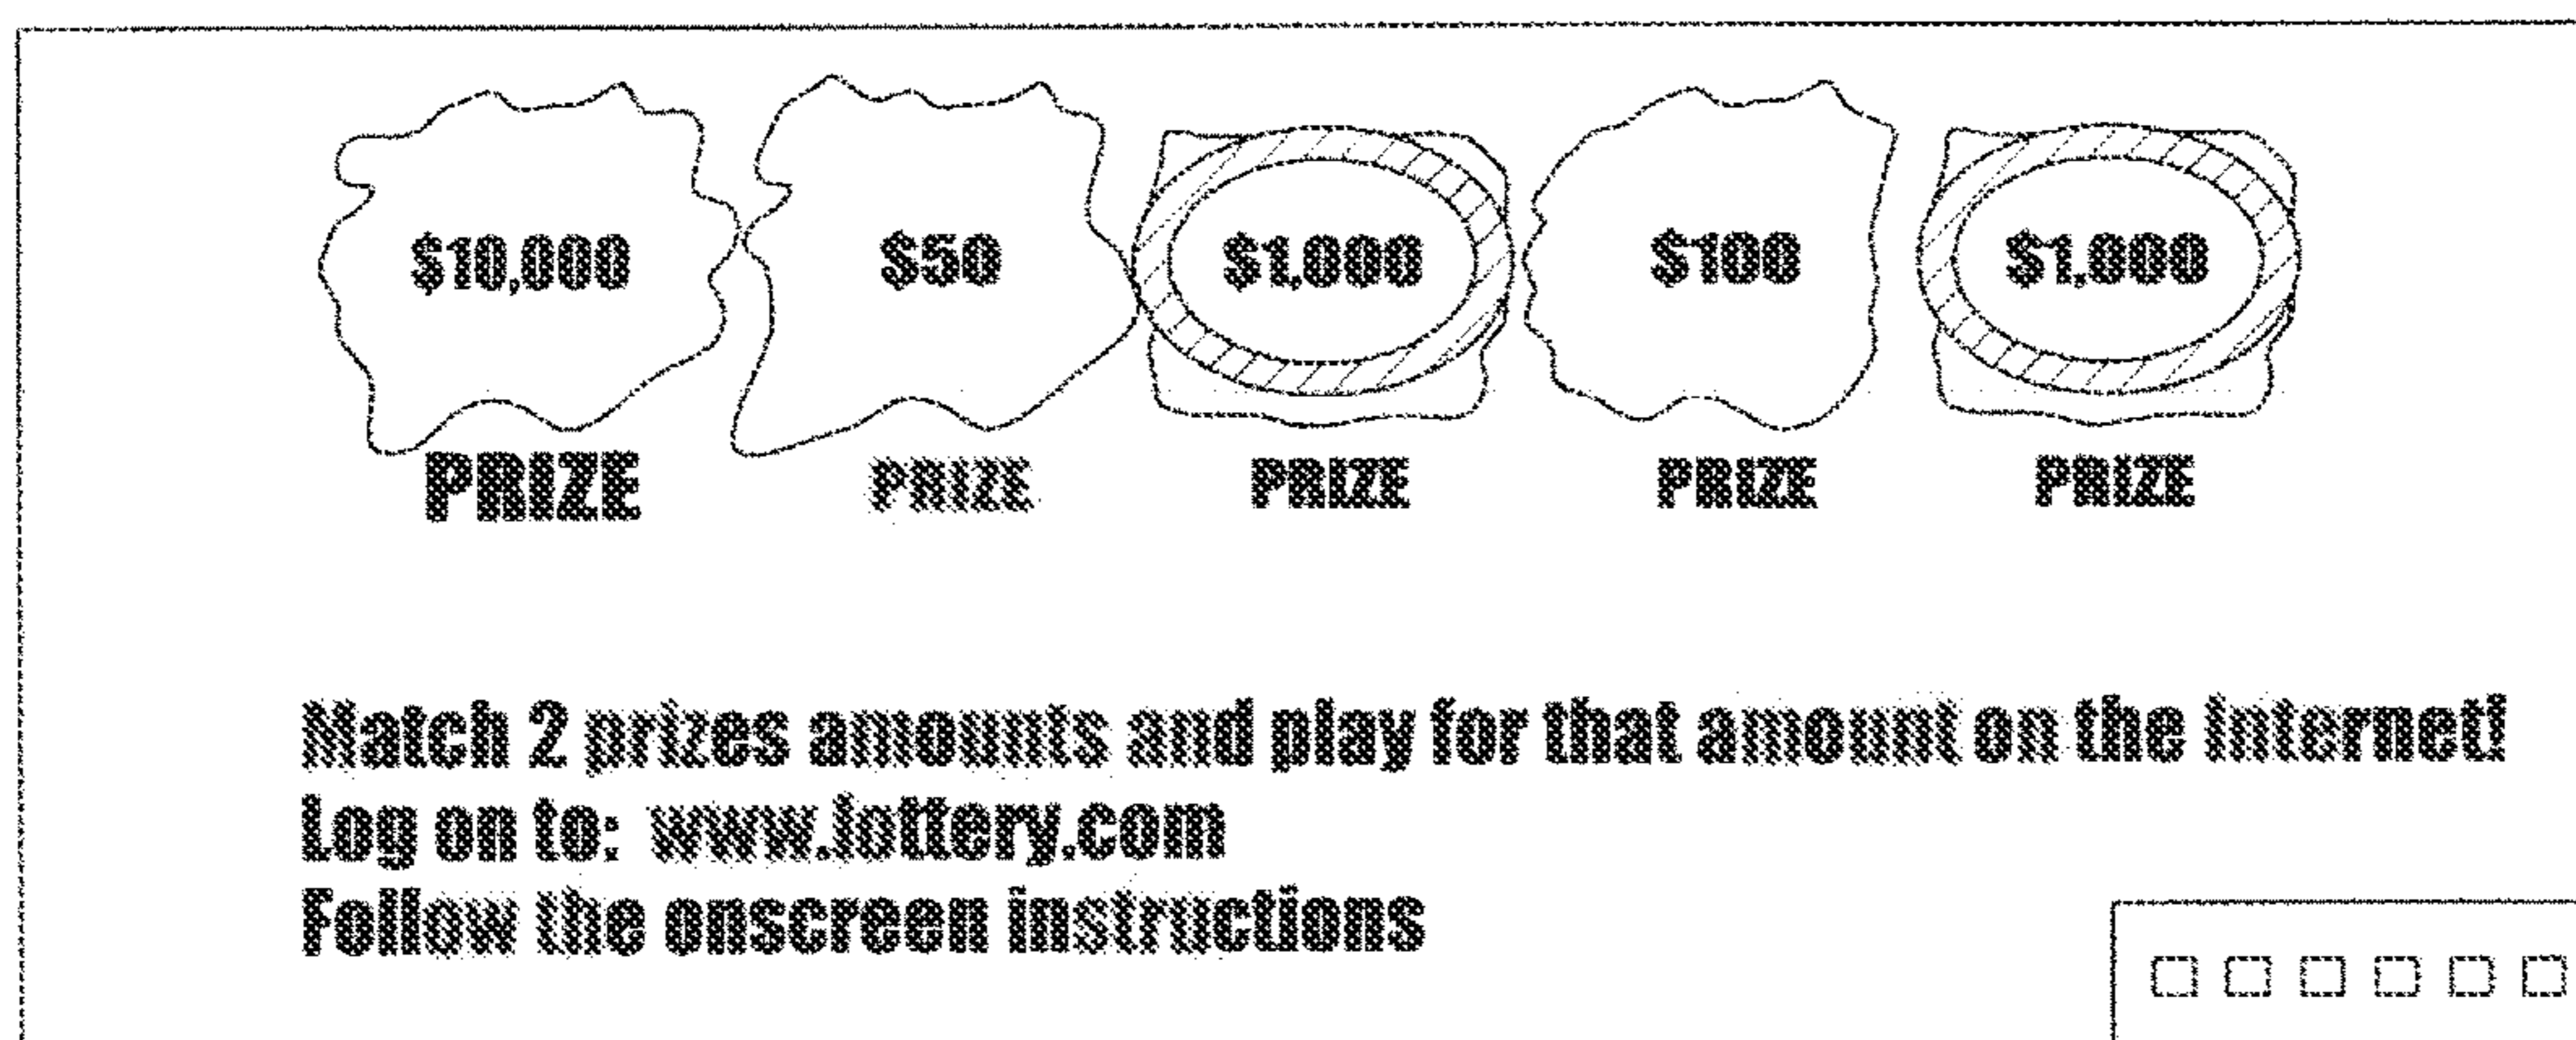 $10,000 $50 $1,000 $100 $1,000
PRIZE PRIZE PRIZE PRIZE PRIZE
Match 2 prizes amounts and play for that amount on the Internet!
Log on to: www.lottery.com
Follow the onscreen instructions